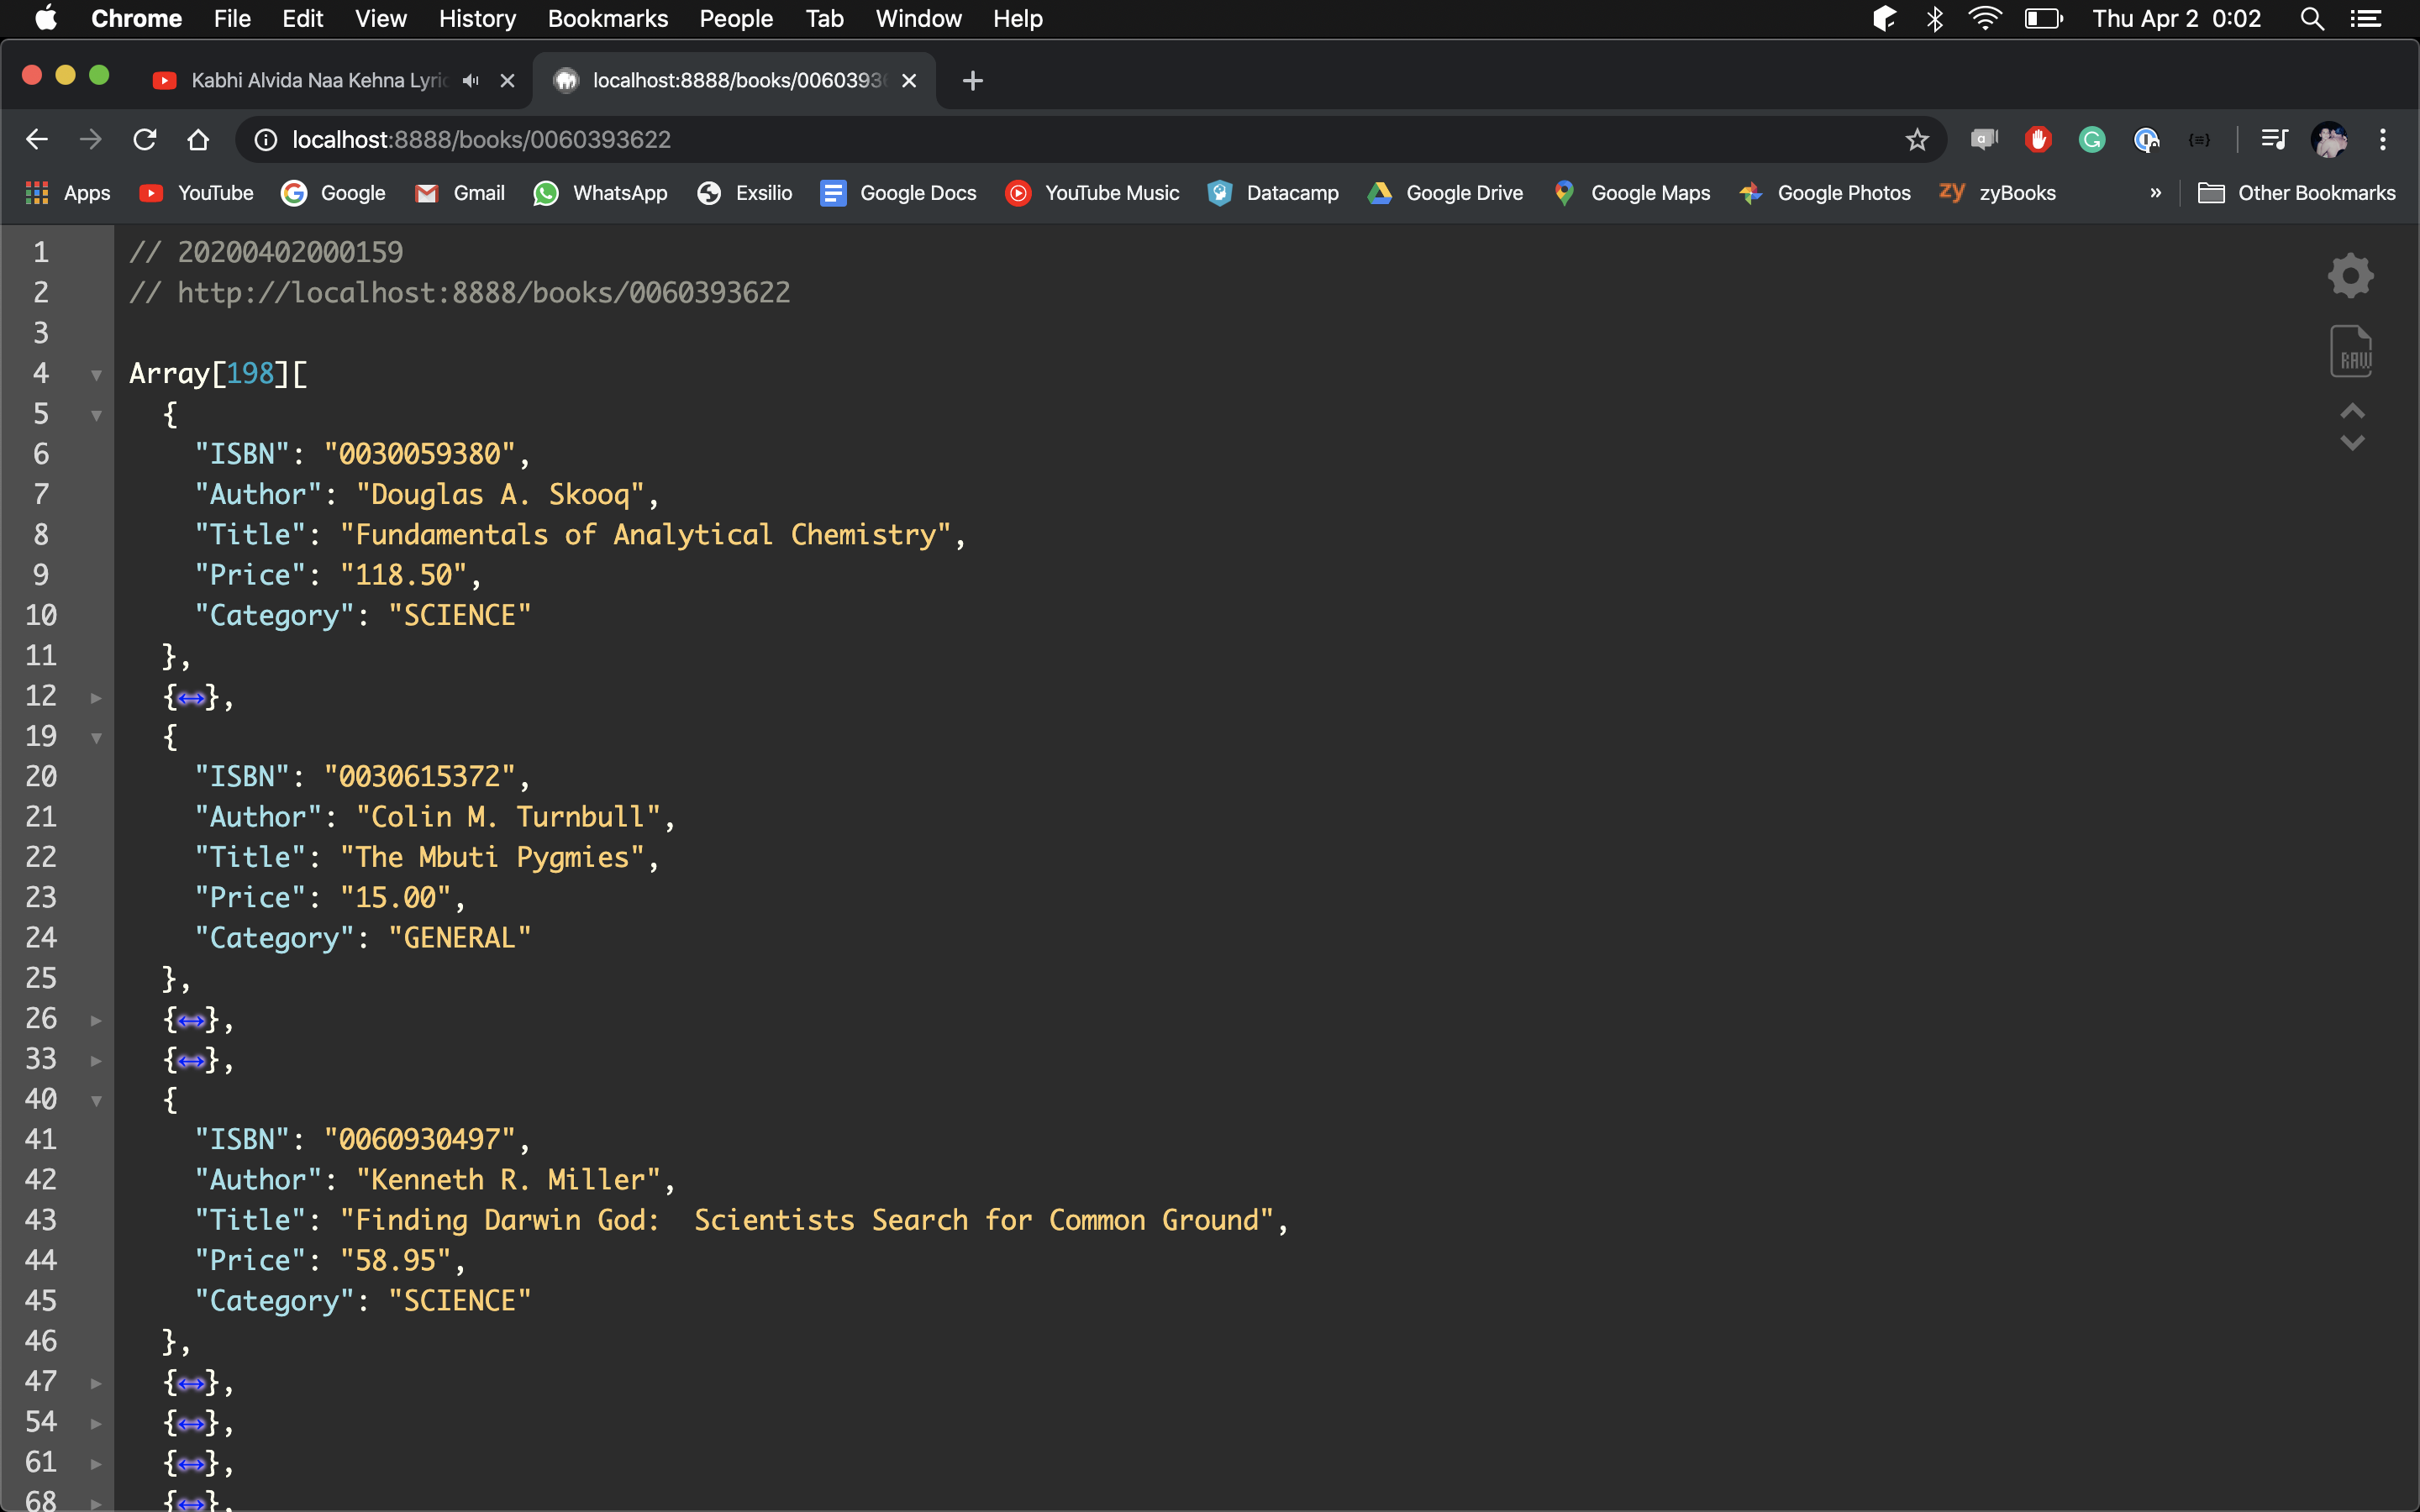 Chrome File Edit View History Bookmarks People Tab Window Help Thu Apr 2 0:02
Kabhi Alvida Naa Kehna Lyric localhost:8888/books/0060393
localhost:8888/books/0060393622
Apps YouTube Google Gmail WhatsApp Exsilio Google Docs YouTube Music Datacamp Google Drive Google Maps Google Photos zy zyBooks » Other Bookmarks
1 // 20200402000159
2 // http://localhost:8888/books/0060393622
3
4 Array[198][
5 {
6 "ISBN": "0030059380",
7 "Author": "Douglas A. Skooq",
8 "Title": "Fundamentals of Analytical Chemistry",
9 "Price": "118.50",
10 "Category": "SCIENCE"
11 },
12 {↔},
19 {
20 "ISBN": "0030615372",
21 "Author": "Colin M. Turnbull",
22 "Title": "The Mbuti Pygmies",
23 "Price": "15.00",
24 "Category": "GENERAL"
25 },
26 {↔},
33 {↔},
40 {
41 "ISBN": "0060930497",
42 "Author": "Kenneth R. Miller",
43 "Title": "Finding Darwin God:  Scientists Search for Common Ground",
44 "Price": "58.95",
45 "Category": "SCIENCE"
46 },
47 {↔},
54 {↔},
61 {↔},
68 {↔},
RAW